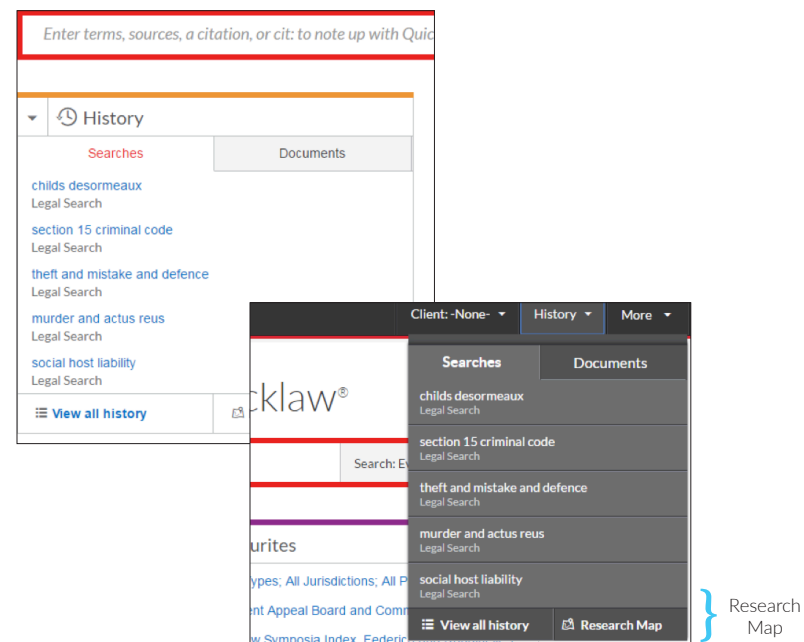 Enter terms, sources, a citation, or cit: to note up with Quic
History
Searches Documents
childs desormeaux
Legal Search
section 15 criminal code
Legal Search
theft and mistake and defence
Legal Search
murder and actus reus
Legal Search
social host liability
Legal Search
View all history
Client: -None- History More
Searches Documents
childs desormeaux
Legal Search
section 15 criminal code
Legal Search
theft and mistake and defence
Legal Search
murder and actus reus
Legal Search
social host liability
Legal Search
View all history Research Map
cklaw®
Search: Ev
urites
ypes; All Jurisdictions; All P
nt Appeal Board and Comm
w Symposia Index, Federic
Research
Map